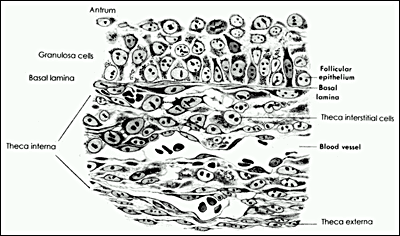 Antrum
Granulosa cells
Basal lamina
Follicular
epithelium
Basal
lamina
Theca interstitial cells
Theca interna
Blood vessel
Theca externa